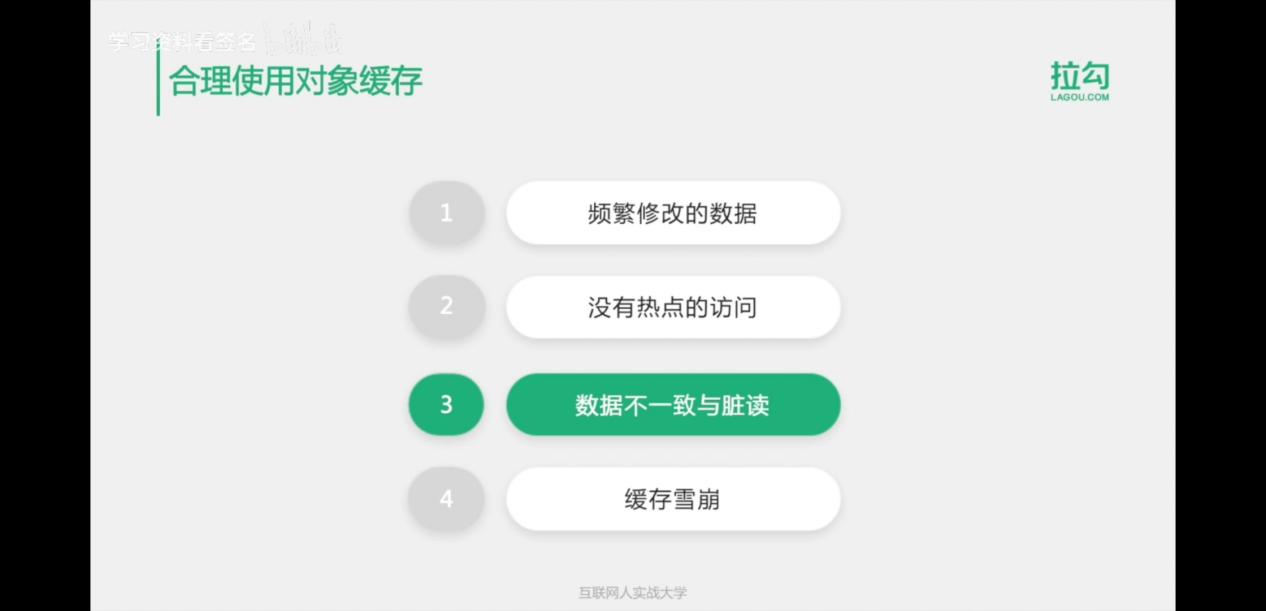 学习资料看签名
合理使用对象缓存
拉勾
LAGOU.COM
1
频繁修改的数据
2
没有热点的访问
3
数据不一致与脏读
4
缓存雪崩
互联网人实战大学